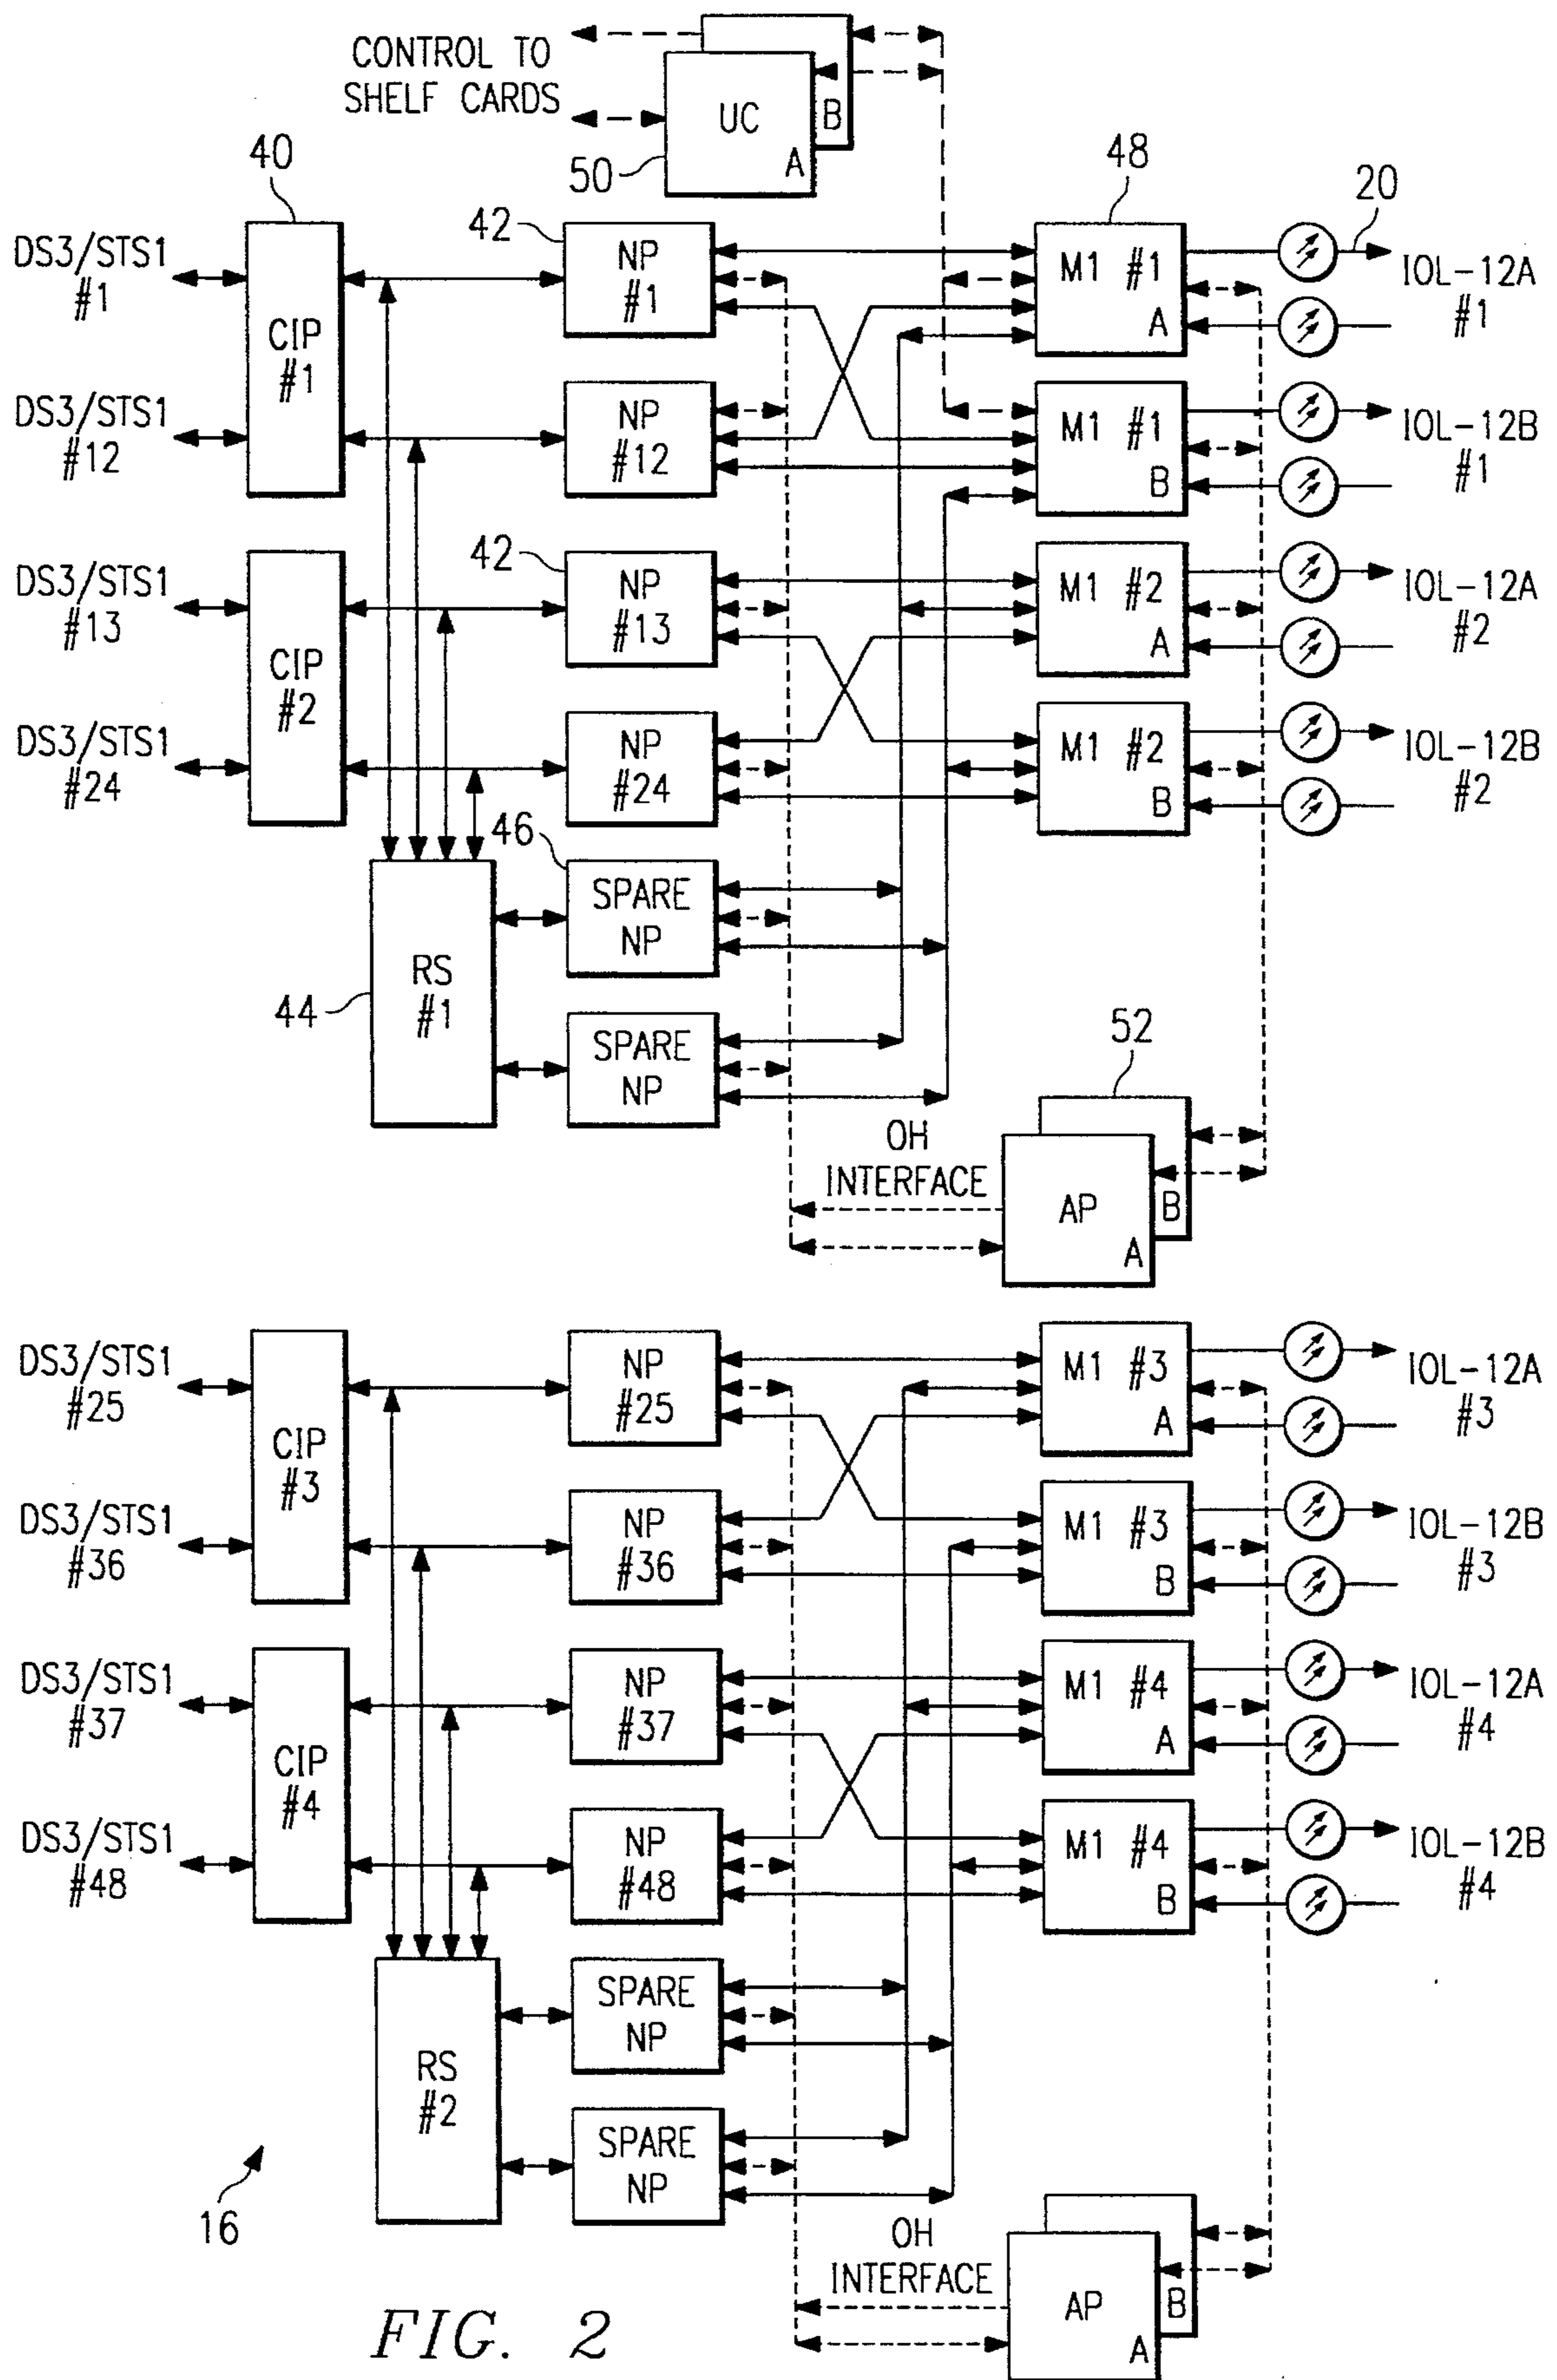 CONTROL TO
SHELF CARDS
UC
A
B
50
40
42
48
20
DS3/STS1
#1
CIP
#1
NP
#1
M1 #1
A
IOL-12A
#1
DS3/STS1
#12
NP
#12
M1 #1
B
IOL-12B
#1
DS3/STS1
#13
CIP
#2
42
NP
#13
M1 #2
A
IOL-12A
#2
DS3/STS1
#24
NP
#24
M1 #2
B
IOL-12B
#2
46
44
RS
#1
SPARE
NP
SPARE
NP
52
OH
INTERFACE
AP
A
B
DS3/STS1
#25
CIP
#3
NP
#25
M1 #3
A
IOL-12A
#3
DS3/STS1
#36
NP
#36
M1 #3
B
IOL-12B
#3
DS3/STS1
#37
CIP
#4
NP
#37
M1 #4
A
IOL-12A
#4
DS3/STS1
#48
NP
#48
M1 #4
B
IOL-12B
#4
RS
#2
SPARE
NP
SPARE
NP
16
OH
INTERFACE
AP
A
B
FIG. 2